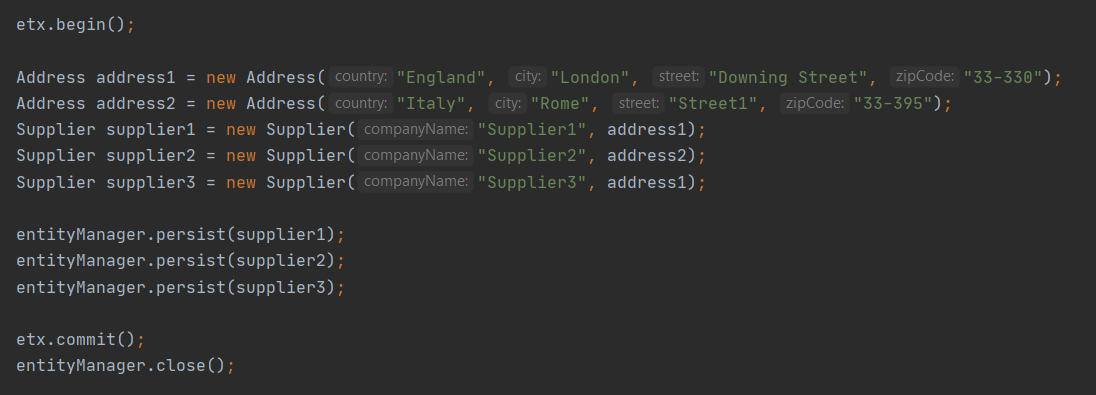 etx.begin();
Address address1 = new Address( country: "England", city: "London", street: "Downing Street", zipCode: "33-330");
Address address2 = new Address( country: "Italy", city: "Rome", street: "Street1", zipCode: "33-395");
Supplier supplier1 = new Supplier( companyName: "Supplier1", address1);
Supplier supplier2 = new Supplier( companyName: "Supplier2", address2);
Supplier supplier3 = new Supplier( companyName: "Supplier3", address1);
entityManager.persist(supplier1);
entityManager.persist(supplier2);
entityManager.persist(supplier3);
etx.commit();
entityManager.close();